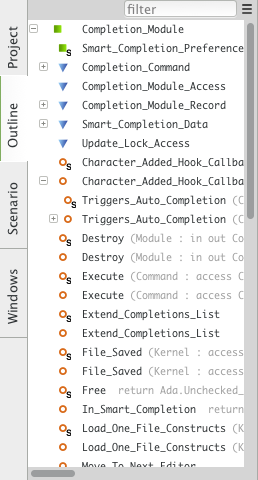 filter
Project
Outline
Scenario
Windows
Completion_Module
Smart_Completion_Preference
Completion_Command
Completion_Module_Access
Completion_Module_Record
Smart_Completion_Data
Update_Lock_Access
Character_Added_Hook_Callba
Character_Added_Hook_Callba
Triggers_Auto_Completion (C
Triggers_Auto_Completion (C
Destroy (Module : in out Co
Destroy (Module : in out Co
Execute (Command : access C
Execute (Command : access C
Extend_Completions_List
Extend_Completions_List
File_Saved (Kernel : access
File_Saved (Kernel : access
Free return Ada.Unchecked_
In_Smart_Completion return
Load_One_File_Constructs (K
Load_One_File_Constructs (K
Move_To_Next_Editor